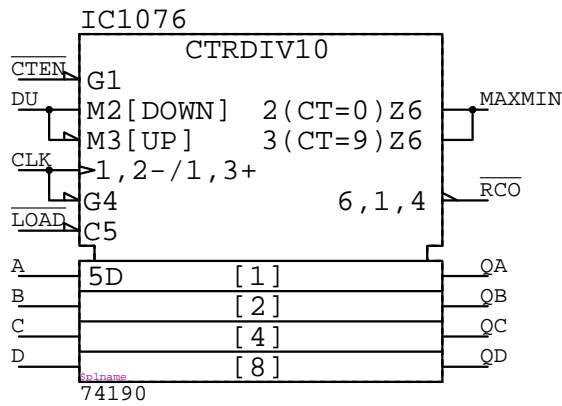 IC1076
CTRDIV10
CTEN
G1
DU
M2[DOWN] 2(CT=0)Z6
MAXMIN
M3[UP] 3(CT=9)Z6
CLK
1,2-/1,3+
G4
6,1,4
RCO
LOAD
C5
A
5D [1]
QA
B
[2]
QB
C
[4]
QC
D
[8]
QD
$plname
74190